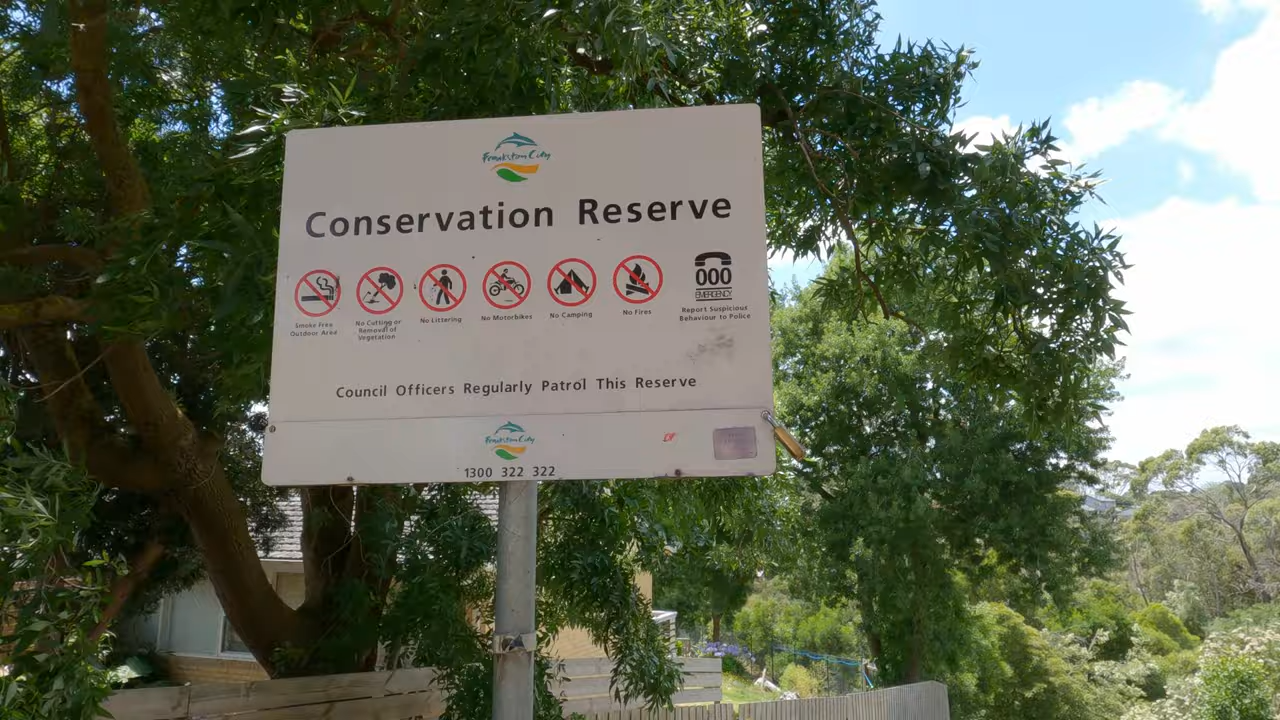 Frankston City
Conservation Reserve
000
EMERGENCY
Smoke Free
Outdoor Area
No Cutting or
Removal of
Vegetation
No Littering
No Motorbikes
No Camping
No Fires
Report Suspicious
Behaviour to Police
Council Officers Regularly Patrol This Reserve
Frankston City
1300 322 322